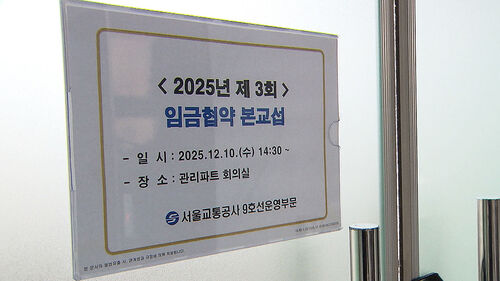 < 2025년 제 3회 >
임금협약 본교섭
- 일 시 : 2025.12.10.(수) 14:30 ~
- 장 소 : 관리파트 회의실
서울교통공사 9호선운영부문